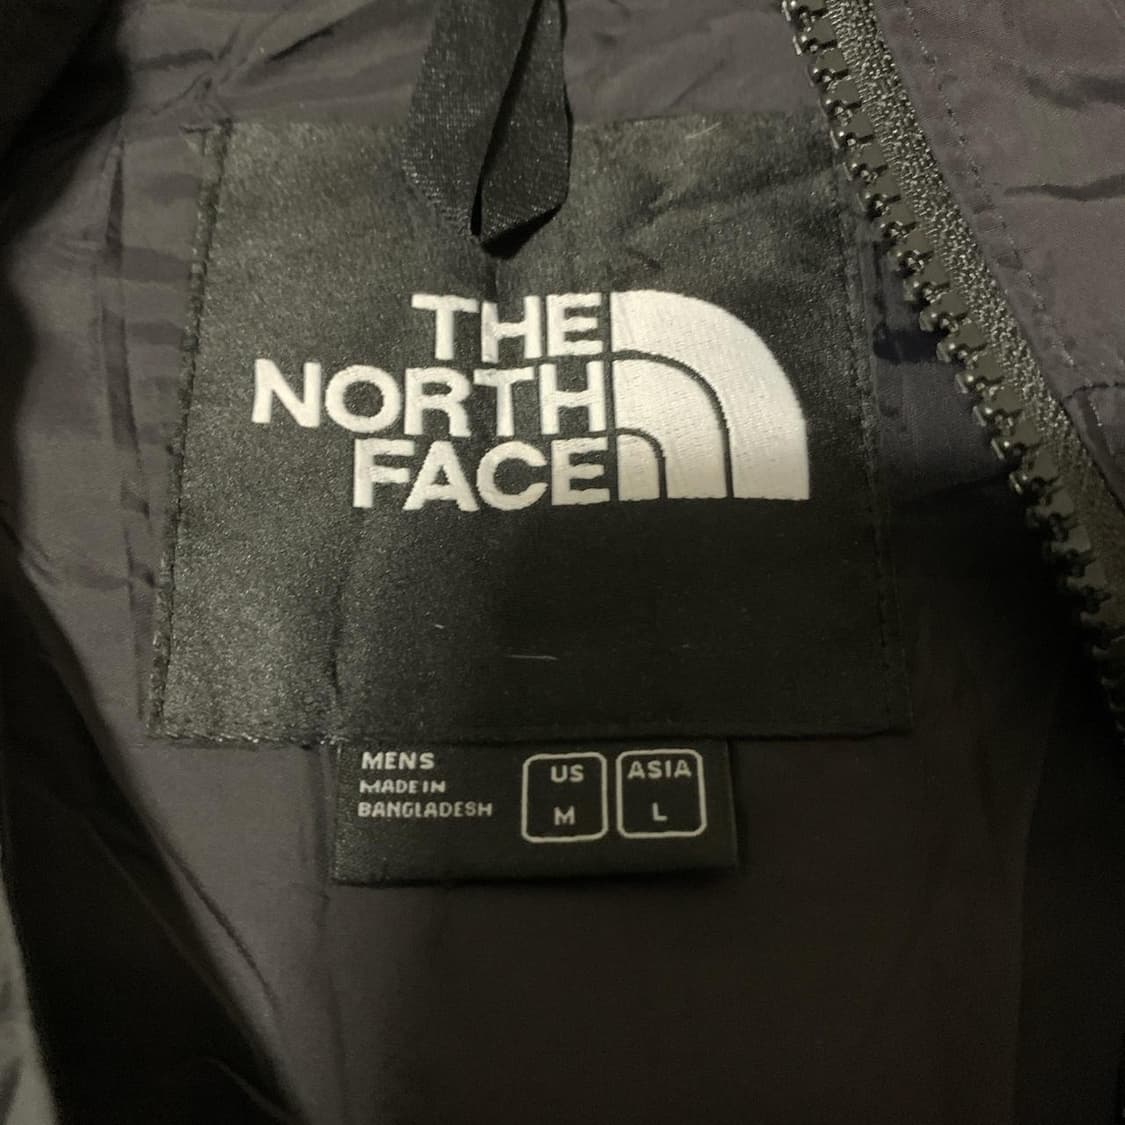 THE
NORTH
FACE
MENS
MADE IN
BANGLADESH
US
M
ASIA
L